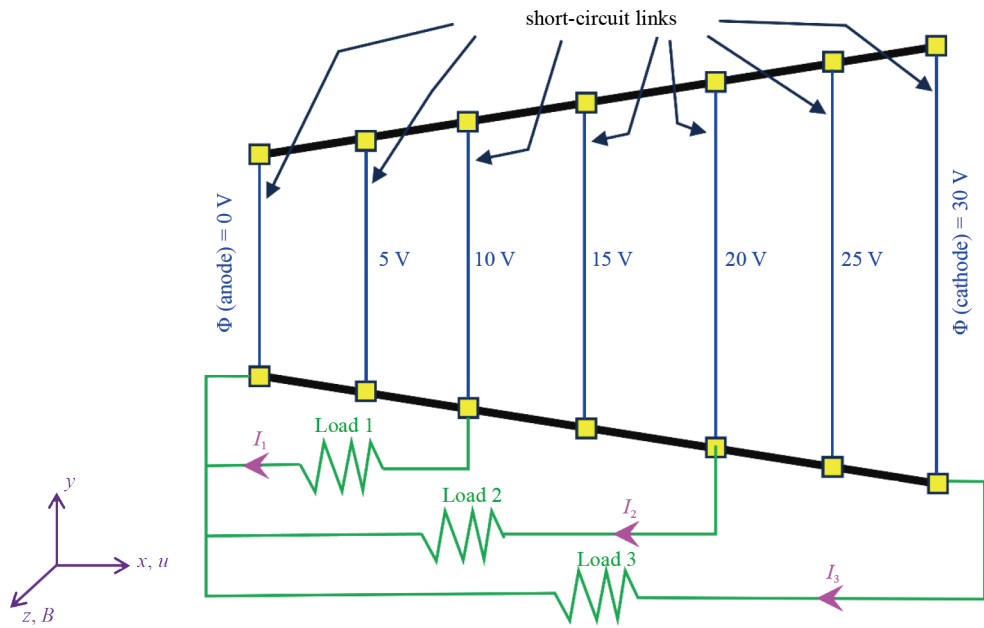 short-circuit links
Φ (anode) = 0 V
5 V
10 V
15 V
20 V
25 V
Φ (cathode) = 30 V
Load 1
I₁
Load 2
I₂
Load 3
I₃
y
x, u
z, B